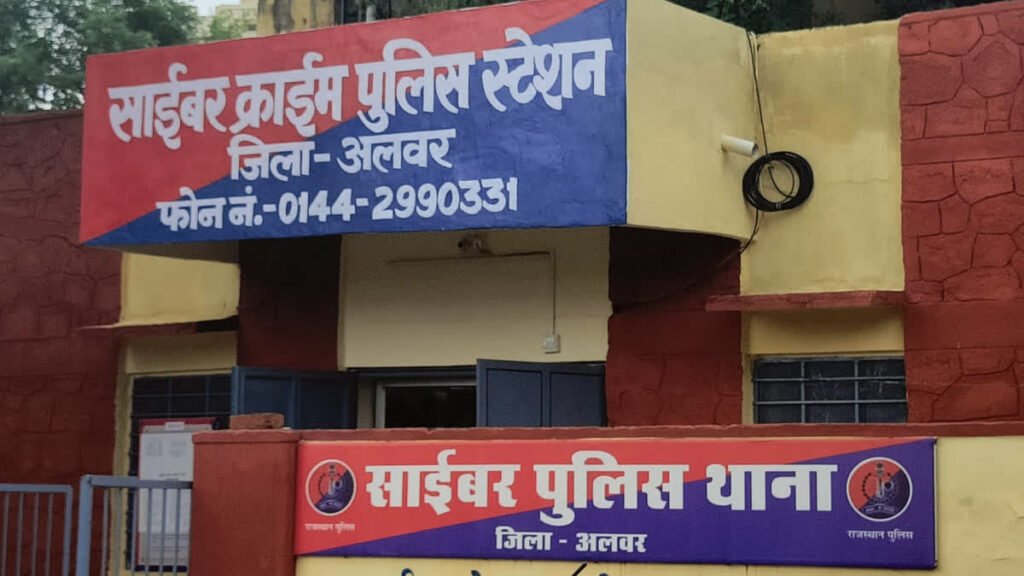 साईबर क्राईम पुलिस स्टेशन
जिला - अलवर
फोन नं.-0144-2990331
साईबर पुलिस थाना
जिला - अलवर
राजस्थान पुलिस
राजस्थान पुलिस